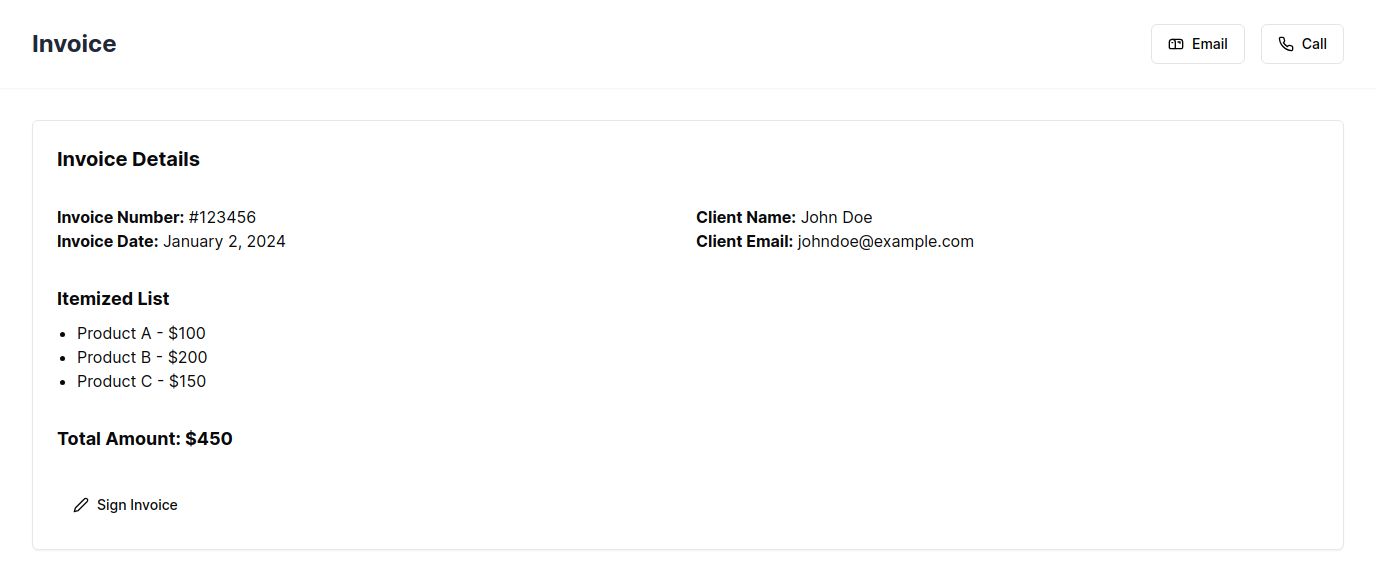 Invoice
Email
Call
Invoice Details
Invoice Number: #123456
Invoice Date: January 2, 2024
Client Name: John Doe
Client Email: johndoe@example.com
Itemized List
Product A - $100
Product B - $200
Product C - $150
Total Amount: $450
Sign Invoice